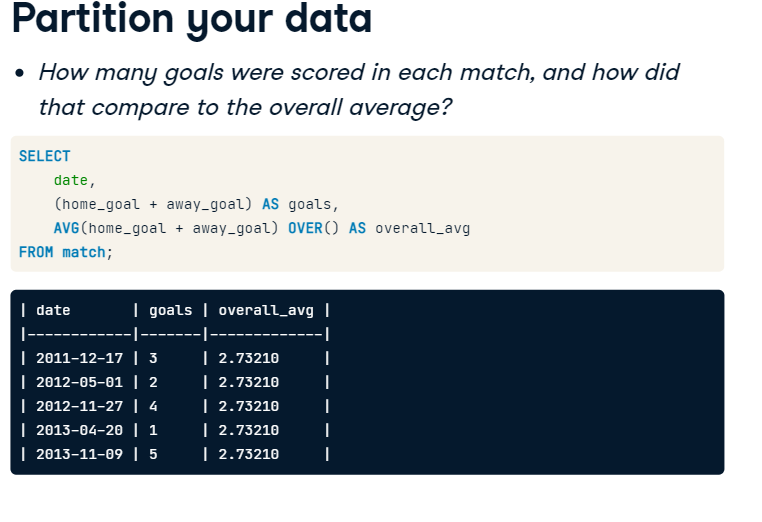 Partition your data
• How many goals were scored in each match, and how did
that compare to the overall average?
SELECT
    date,
    (home_goal + away_goal) AS goals,
    AVG(home_goal + away_goal) OVER() AS overall_avg
FROM match;
| date       | goals | overall_avg |
|------------|-------|-------------|
| 2011-12-17 | 3     | 2.73210     |
| 2012-05-01 | 2     | 2.73210     |
| 2012-11-27 | 4     | 2.73210     |
| 2013-04-20 | 1     | 2.73210     |
| 2013-11-09 | 5     | 2.73210     |